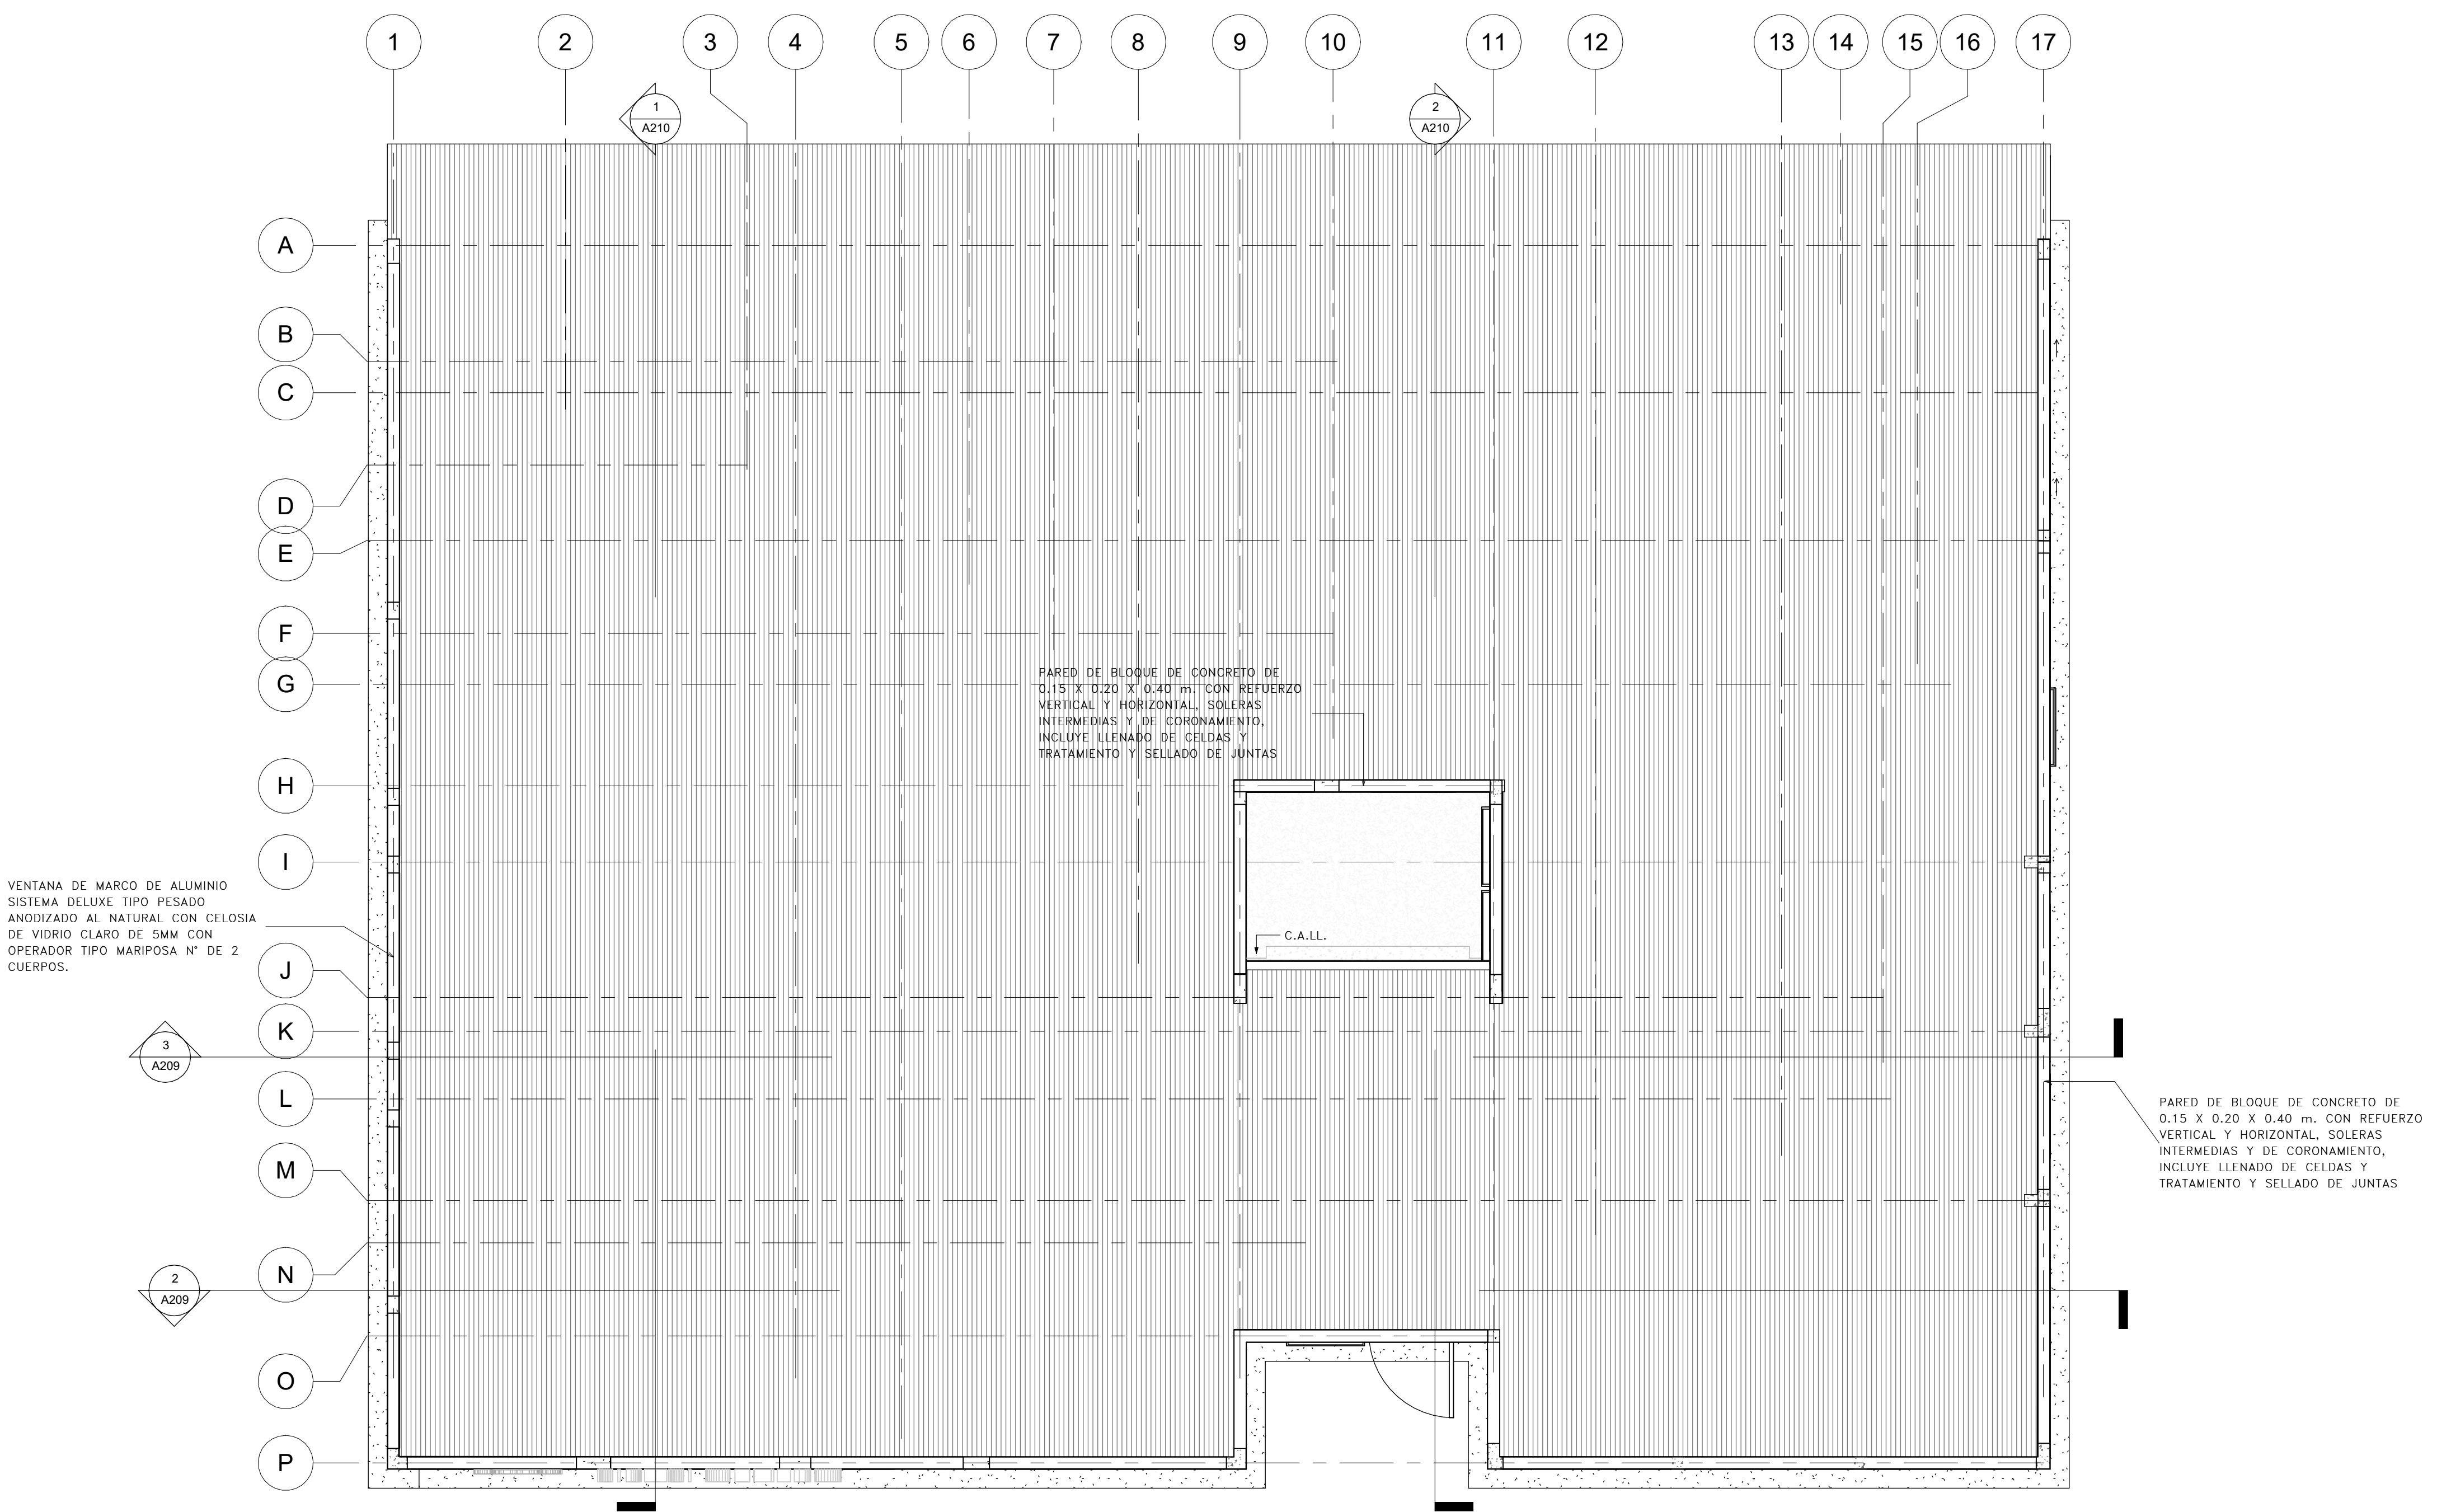 1
2
3
4
5
6
7
8
9
10
11
12
13
14
15
16
17
1
A210
2
A210
A
B
C
D
E
F
G
PARED DE BLOQUE DE CONCRETO DE
0.15 X 0.20 X 0.40 m. CON REFUERZO
VERTICAL Y HORIZONTAL, SOLERAS
INTERMEDIAS Y DE CORONAMIENTO,
INCLUYE LLENADO DE CELDAS Y
TRATAMIENTO Y SELLADO DE JUNTAS
H
I
VENTANA DE MARCO DE ALUMINIO
SISTEMA DELUXE TIPO PESADO
ANODIZADO AL NATURAL CON CELOSIA
DE VIDRIO CLARO DE 5MM CON
OPERADOR TIPO MARIPOSA N° DE 2
CUERPOS.
C.A.LL.
J
K
3
A209
L
PARED DE BLOQUE DE CONCRETO DE
0.15 X 0.20 X 0.40 m. CON REFUERZO
VERTICAL Y HORIZONTAL, SOLERAS
INTERMEDIAS Y DE CORONAMIENTO,
INCLUYE LLENADO DE CELDAS Y
TRATAMIENTO Y SELLADO DE JUNTAS
M
N
2
A209
O
P